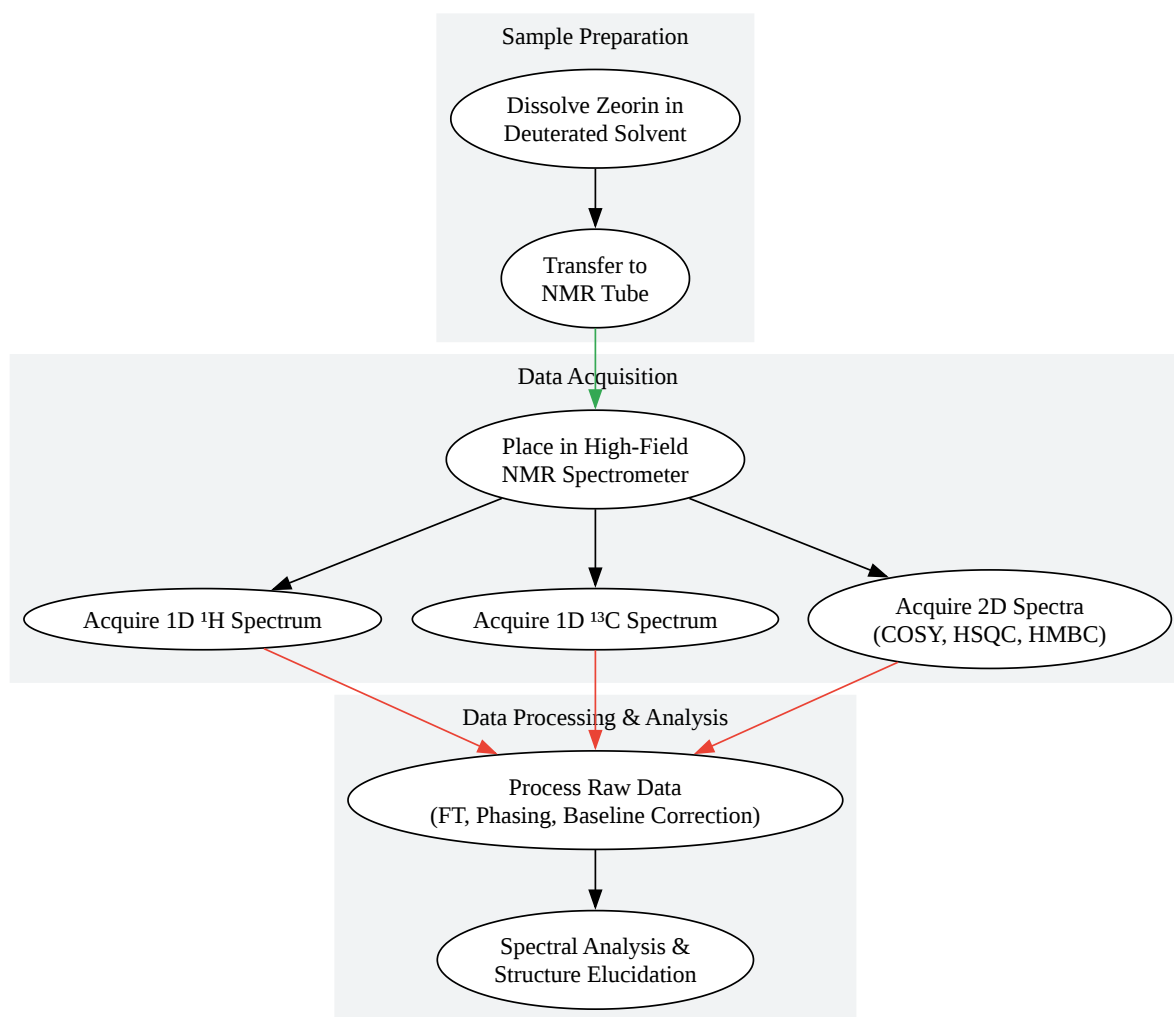 Sample Preparation
Dissolve Zeorin in
Deuterated Solvent
Transfer to
NMR Tube
Data Acquisition
Place in High-Field
NMR Spectrometer
Acquire 1D ¹H Spectrum
Acquire 1D ¹³C Spectrum
Acquire 2D Spectra
(COSY, HSQC, HMBC)
Data Processing & Analysis
Process Raw Data
(FT, Phasing, Baseline Correction)
Spectral Analysis &
Structure Elucidation